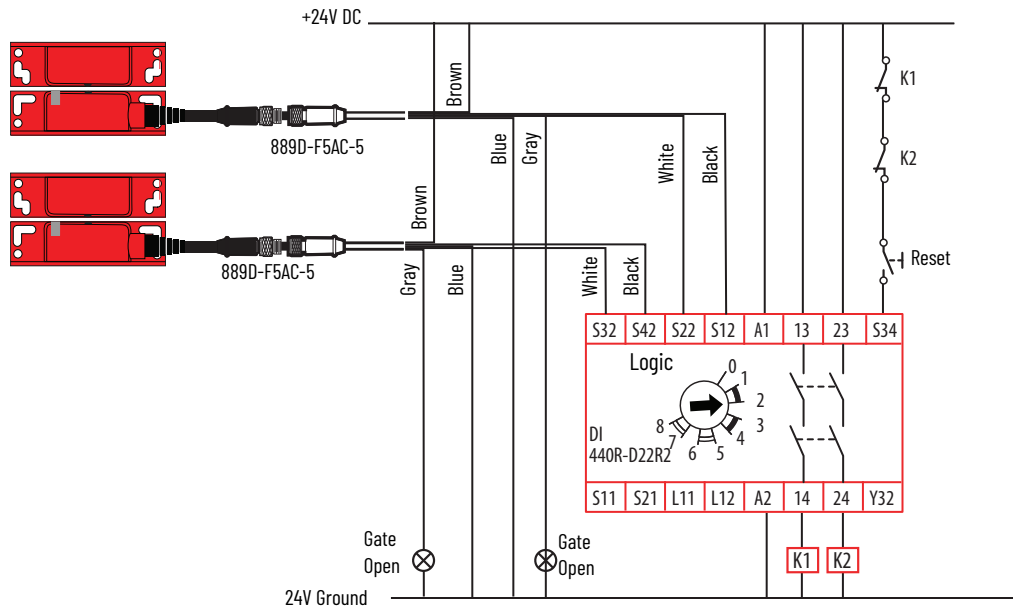 +24V DC
K1
Brown
889D-F5AC-5
Blue
Gray
White
Black
K2
Brown
889D-F5AC-5
Gray
Blue
White
Black
Reset
S32 S42 S22 S12 A1 13 23 S34
Logic
0
1
2
3
4
5
6
7
8
DI
440R-D22R2
S11 S21 L11 L12 A2 14 24 Y32
Gate
Open
Gate
Open
K1 K2
24V Ground